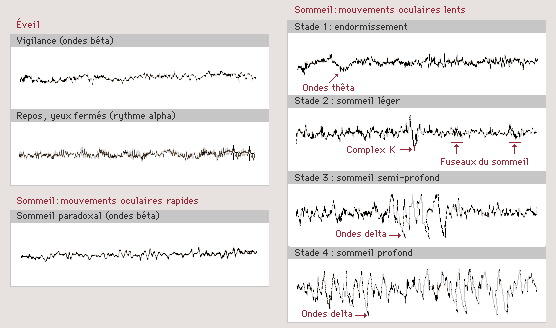 Éveil
Vigilance (ondes béta)
Repos, yeux fermés (rythme alpha)
Sommeil: mouvements oculaires rapides
Sommeil paradoxal (ondes béta)
Sommeil: mouvements oculaires lents
Stade 1: endormissement
Ondes thêta
Stade 2: sommeil léger
Complex K
Fuseaux du sommeil
Stade 3: sommeil semi-profond
Ondes delta
Stade 4: sommeil profond
Ondes delta